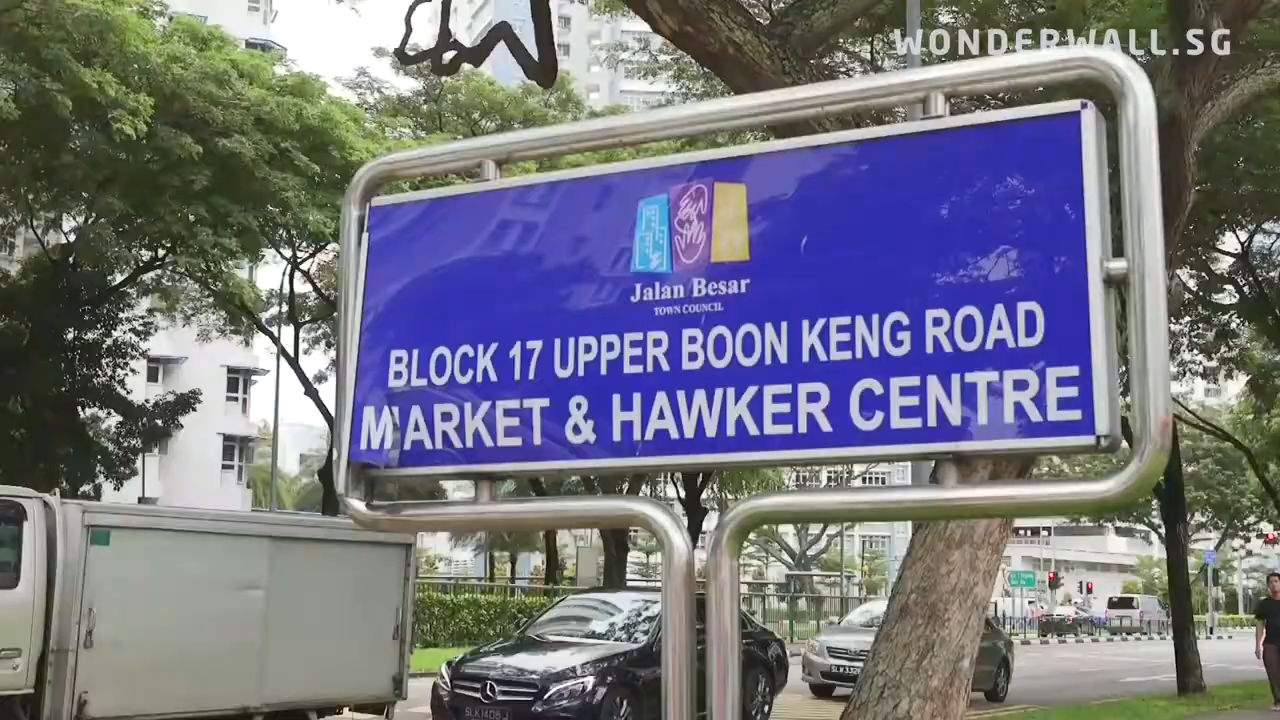 WONDERWALL.SG
Jalan Besar
TOWN COUNCIL
BLOCK 17 UPPER BOON KENG ROAD
MARKET & HAWKER CENTRE